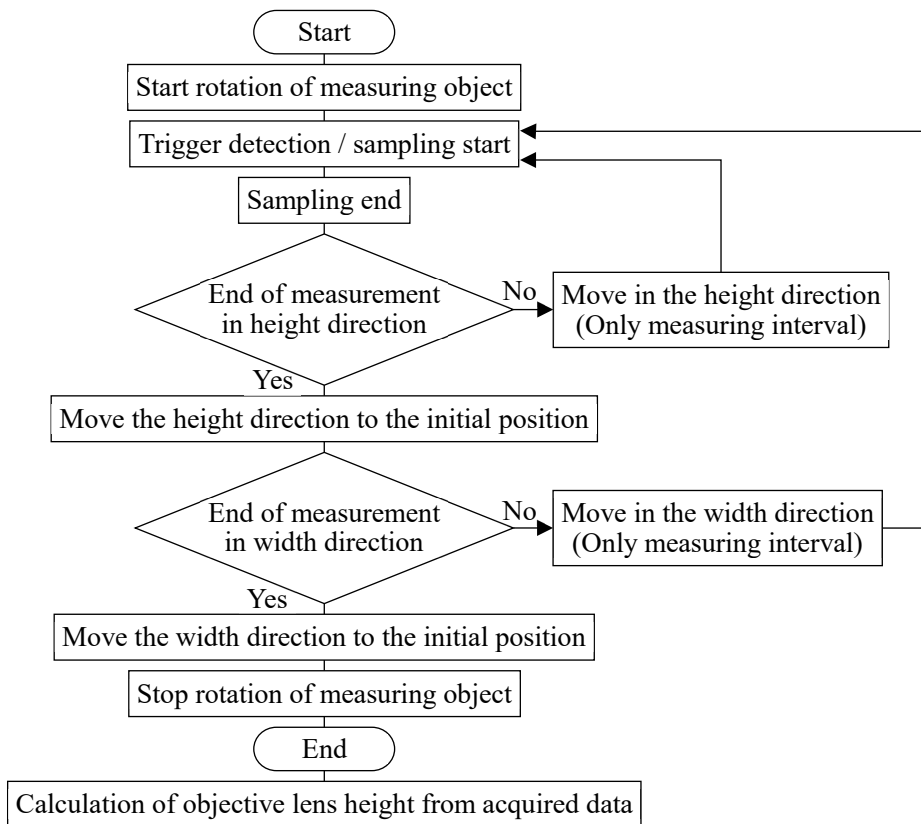 Start
Start rotation of measuring object
Trigger detection / sampling start
Sampling end
End of measurement
in height direction
No
Move in the height direction
(Only measuring interval)
Yes
Move the height direction to the initial position
End of measurement
in width direction
No
Move in the width direction
(Only measuring interval)
Yes
Move the width direction to the initial position
Stop rotation of measuring object
End
Calculation of objective lens height from acquired data